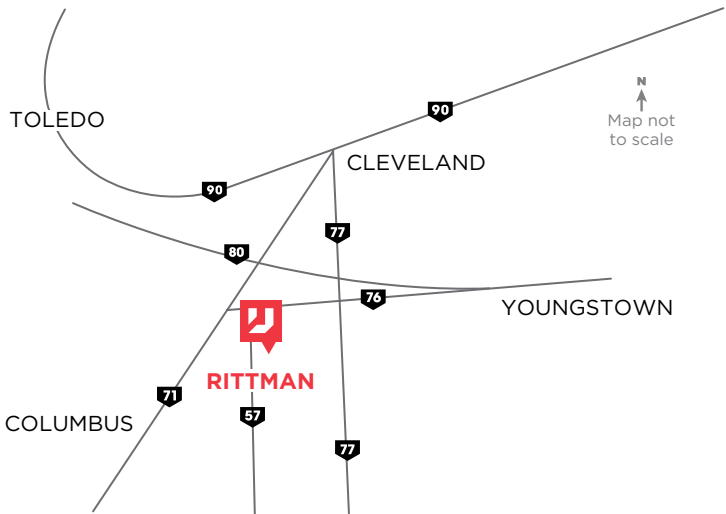 N
Map not
to scale
90
TOLEDO
CLEVELAND
90
77
80
76
YOUNGSTOWN
RITTMAN
71
57
COLUMBUS
77